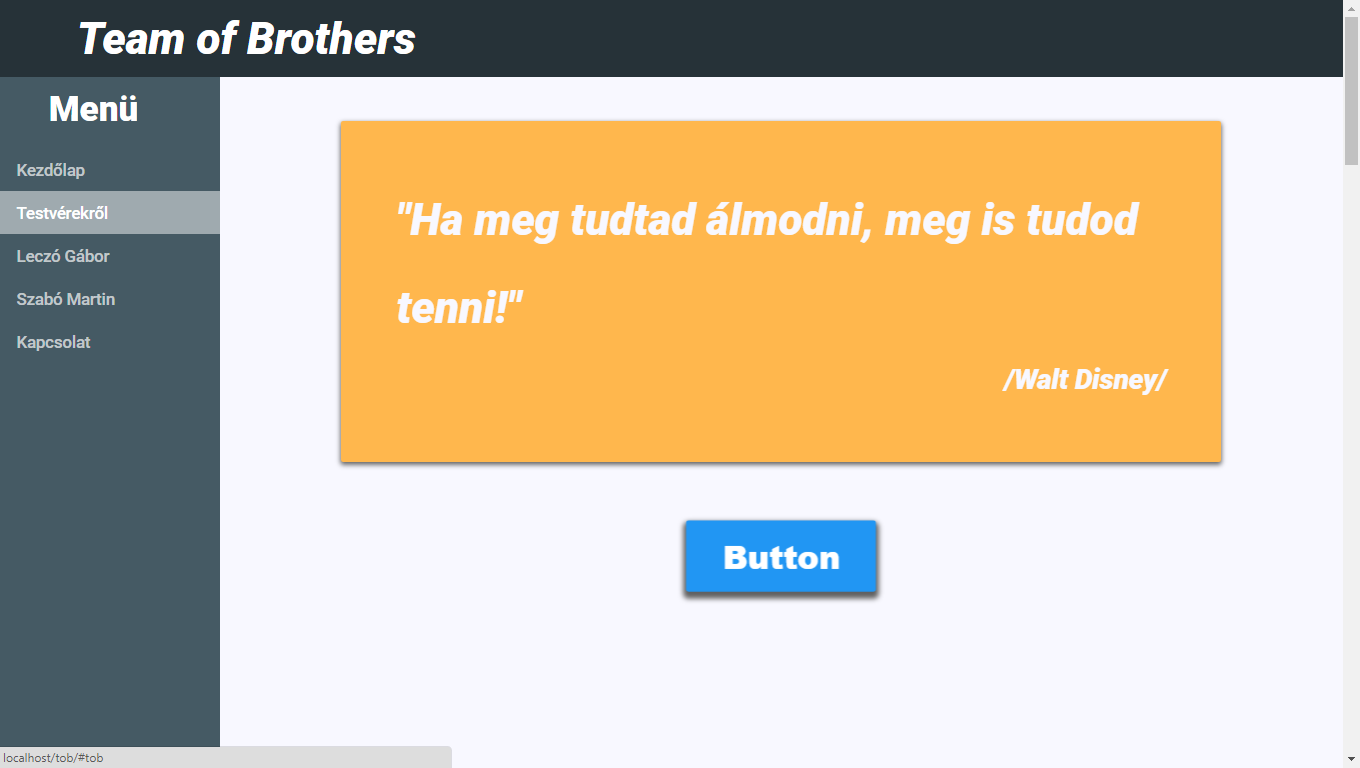 Team of Brothers
Menü
Kezdőlap
Testvérekről
Leczó Gábor
Szabó Martin
Kapcsolat
"Ha meg tudtad álmodni, meg is tudod
tenni!"
/Walt Disney/
Button
localhost/tob/#tob